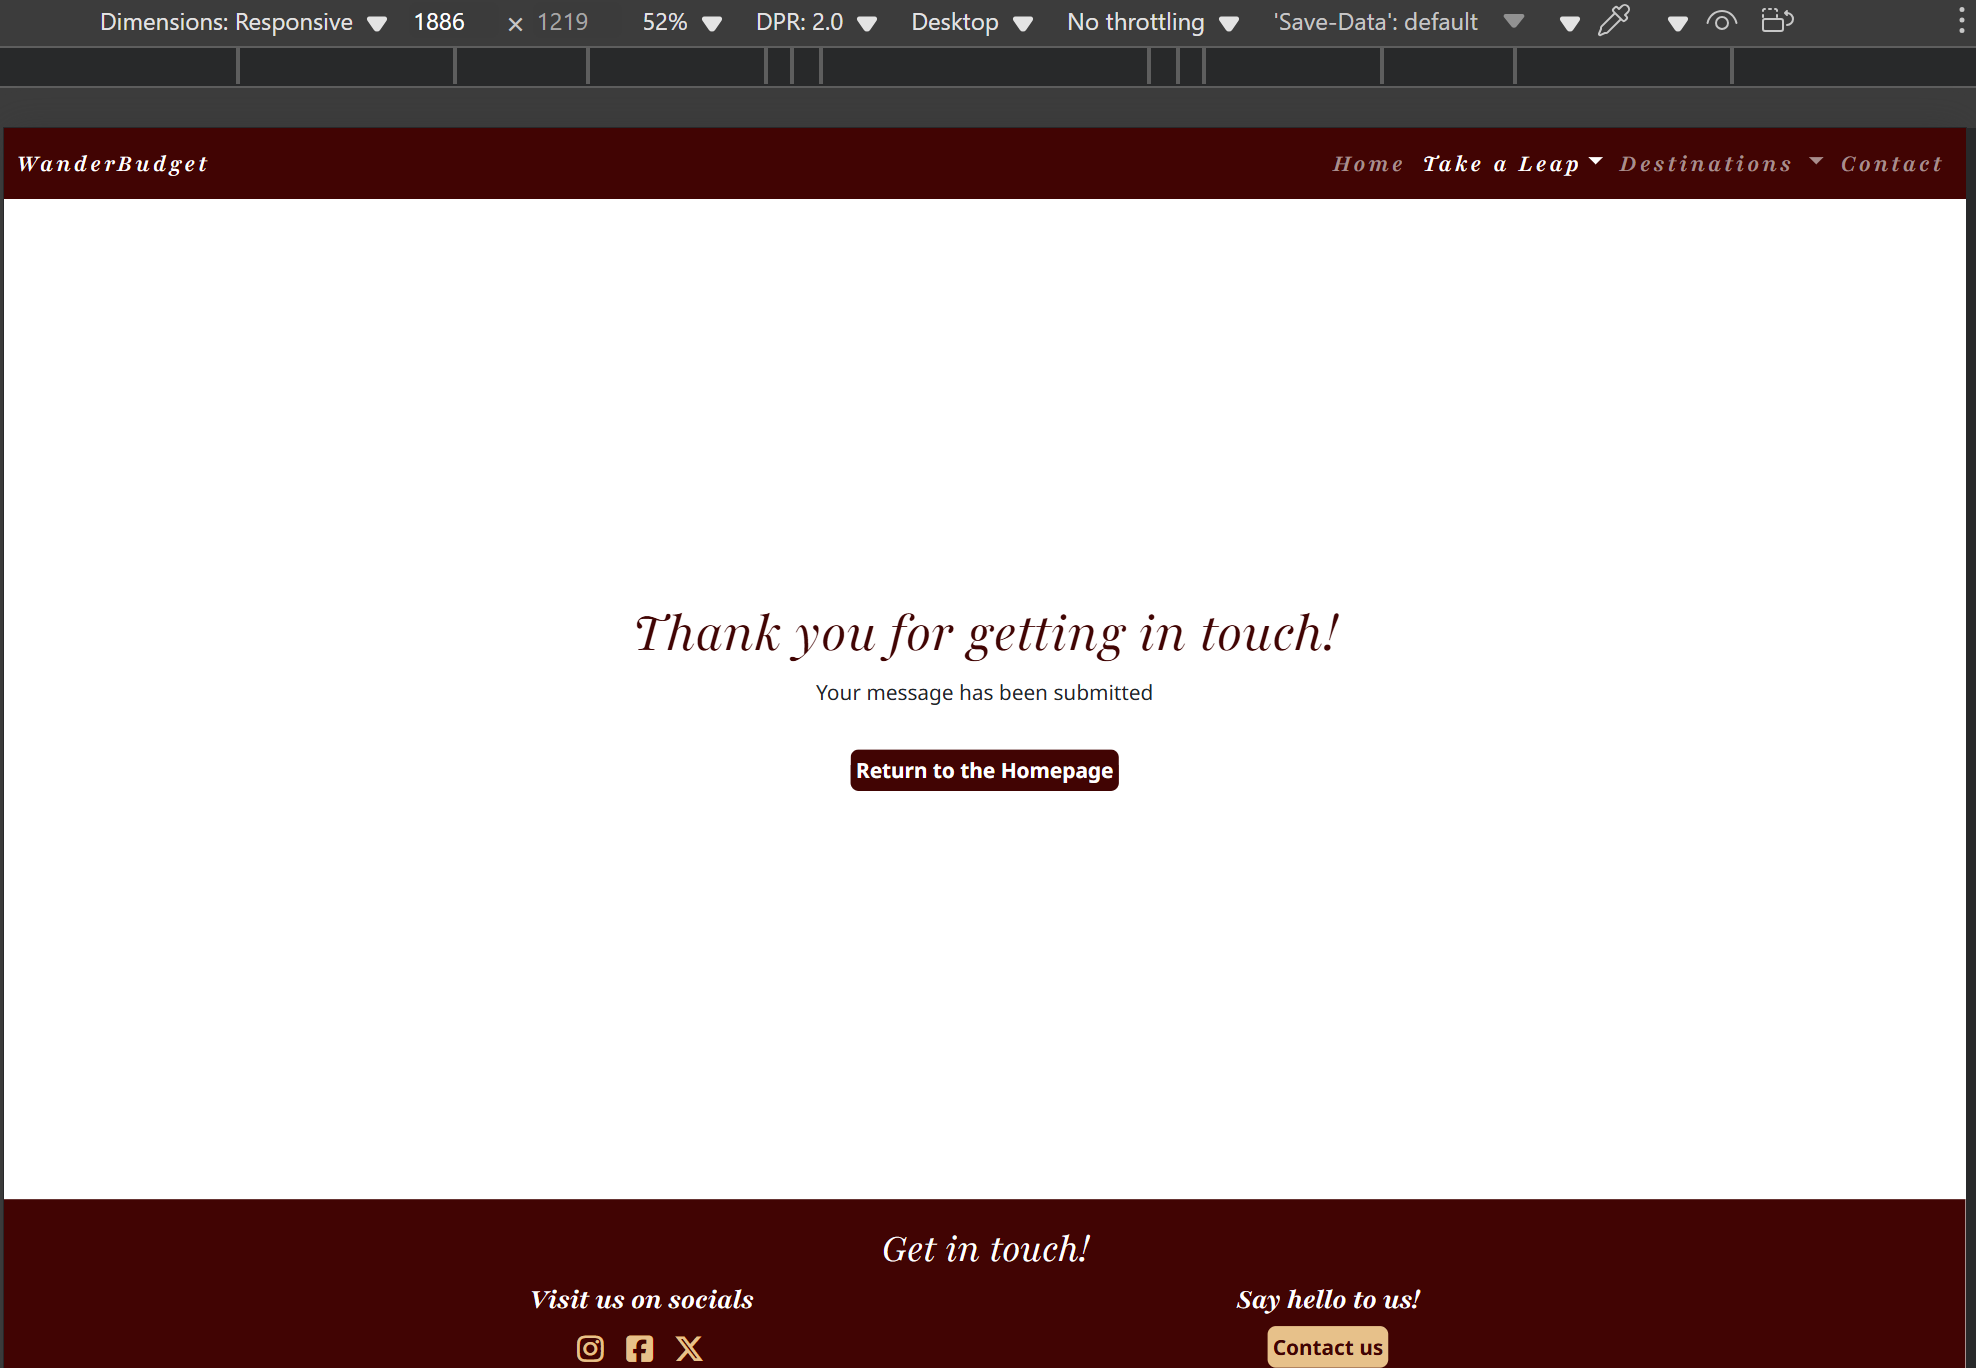 Dimensions: Responsive 1886 × 1219 52% DPR: 2.0 Desktop No throttling 'Save-Data': default
WanderBudget Home Take a Leap Destinations Contact
Thank you for getting in touch!
Your message has been submitted
Return to the Homepage
Get in touch!
Visit us on socials Say hello to us!
Contact us